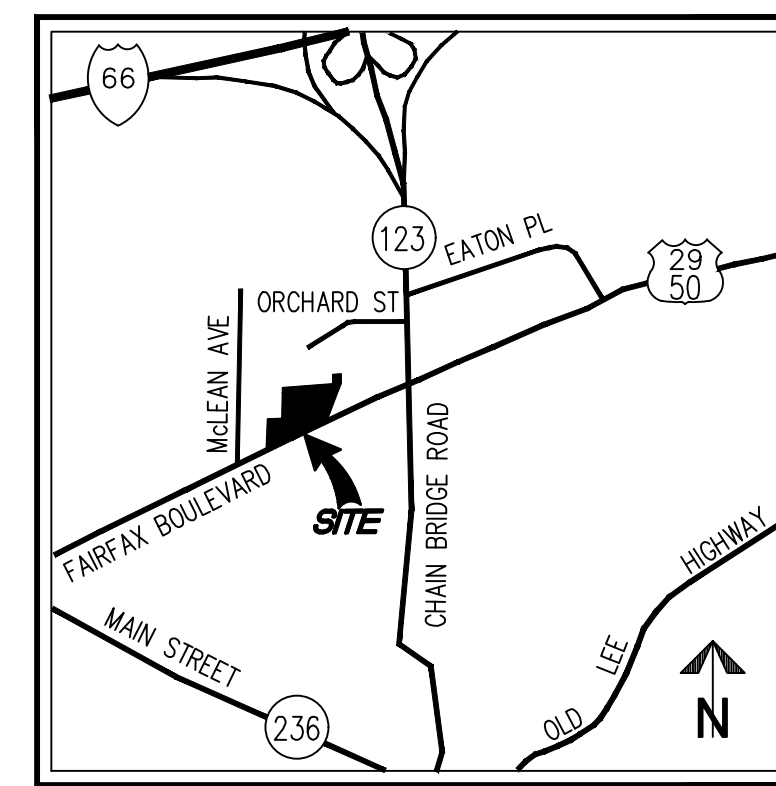 66
123
EATON PL
29
50
ORCHARD ST
McLEAN AVE
CHAIN BRIDGE ROAD
FAIRFAX BOULEVARD
SITE
HIGHWAY
MAIN STREET
LEE
OLD
236
N